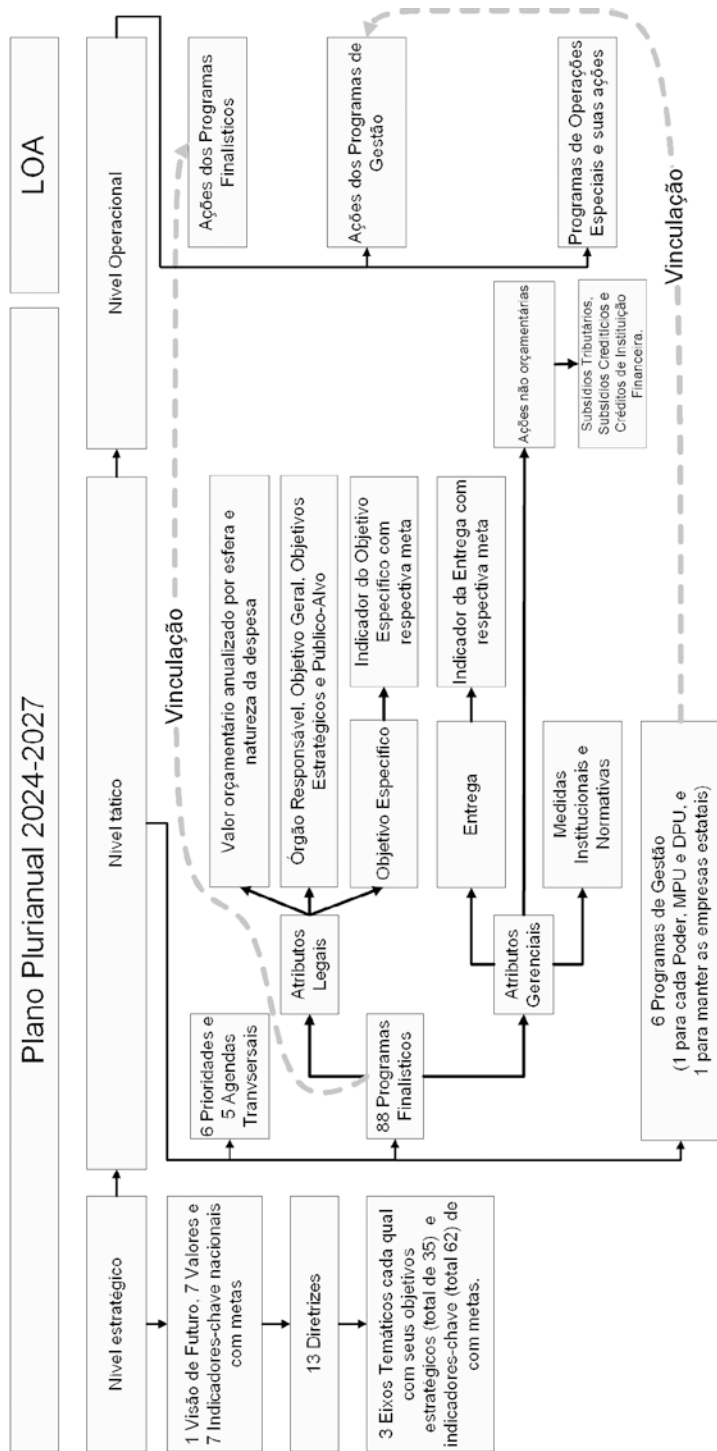 Plano Plurianual 2024-2027
LOA
Nivel estratégico
Nivel tático
Nivel Operacional
1 Visão de Futuro, 7 Valores e
7 Indicadores-chave nacionais
com metas
13 Diretrizes
3 Eixos Temáticos cada qual
com seus objetivos
estratégicos (total de 35) e
indicadores-chave (total 62) de
com metas.
6 Prioridades e
5 Agendas
Tranvsersais
88 Programas
Finalísticos
6 Programas de Gestão
(1 para cada Poder, MPU e DPU, e
1 para manter as empresas estatais)
Atributos
Legais
Atributos
Gerenciais
Vinculação
Valor orçamentário anualizado por esfera e
natureza da despesa
Órgão Responsável, Objetivo Geral, Objetivos
Estratégicos e Público-Alvo
Objetivo Específico
Indicador do Objetivo
Específico com
respectiva meta
Entrega
Indicador da Entrega com
respectiva meta
Medidas
Institucionais e
Normativas
Ações não orçamentárias
Subsídios Tributários,
Subsídios Creditícios e
Créditos de Instituição
Financeira.
Ações dos Programas
Finalísticos
Ações dos Programas de
Gestão
Programas de Operações
Especiais e suas ações
Vinculação